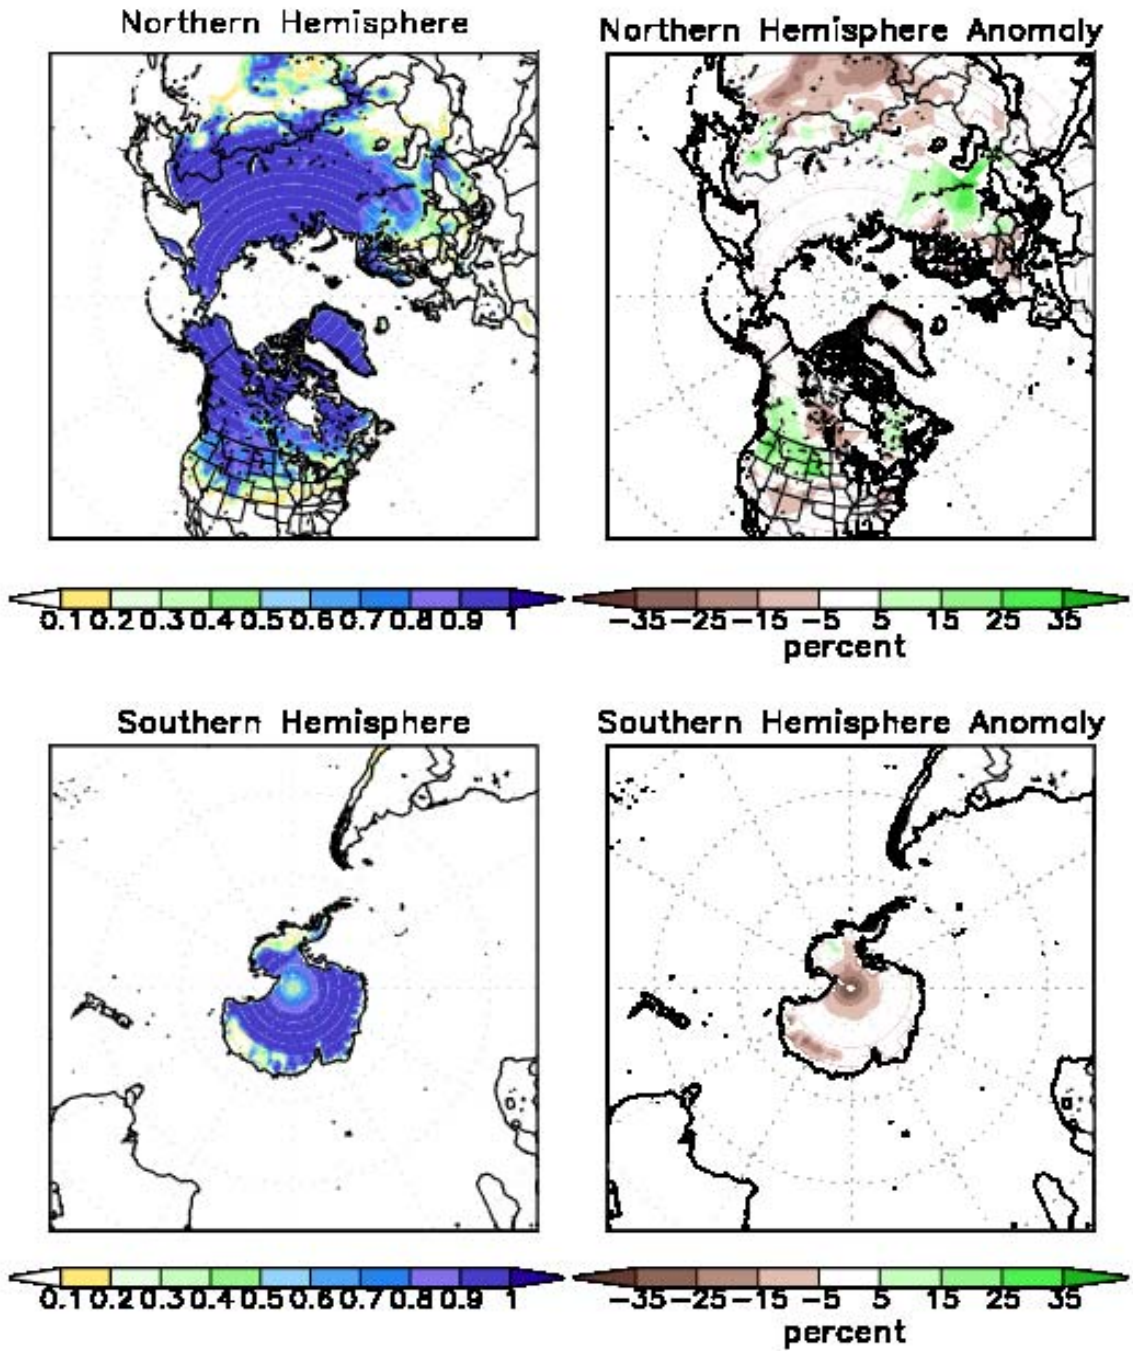 Northern Hemisphere
Northern Hemisphere Anomaly
0.1 0.2 0.3 0.4 0.5 0.6 0.7 0.8 0.9 1
-35 -25 -15 -5 5 15 25 35
percent
Southern Hemisphere
Southern Hemisphere Anomaly
0.1 0.2 0.3 0.4 0.5 0.6 0.7 0.8 0.9 1
-35 -25 -15 -5 5 15 25 35
percent